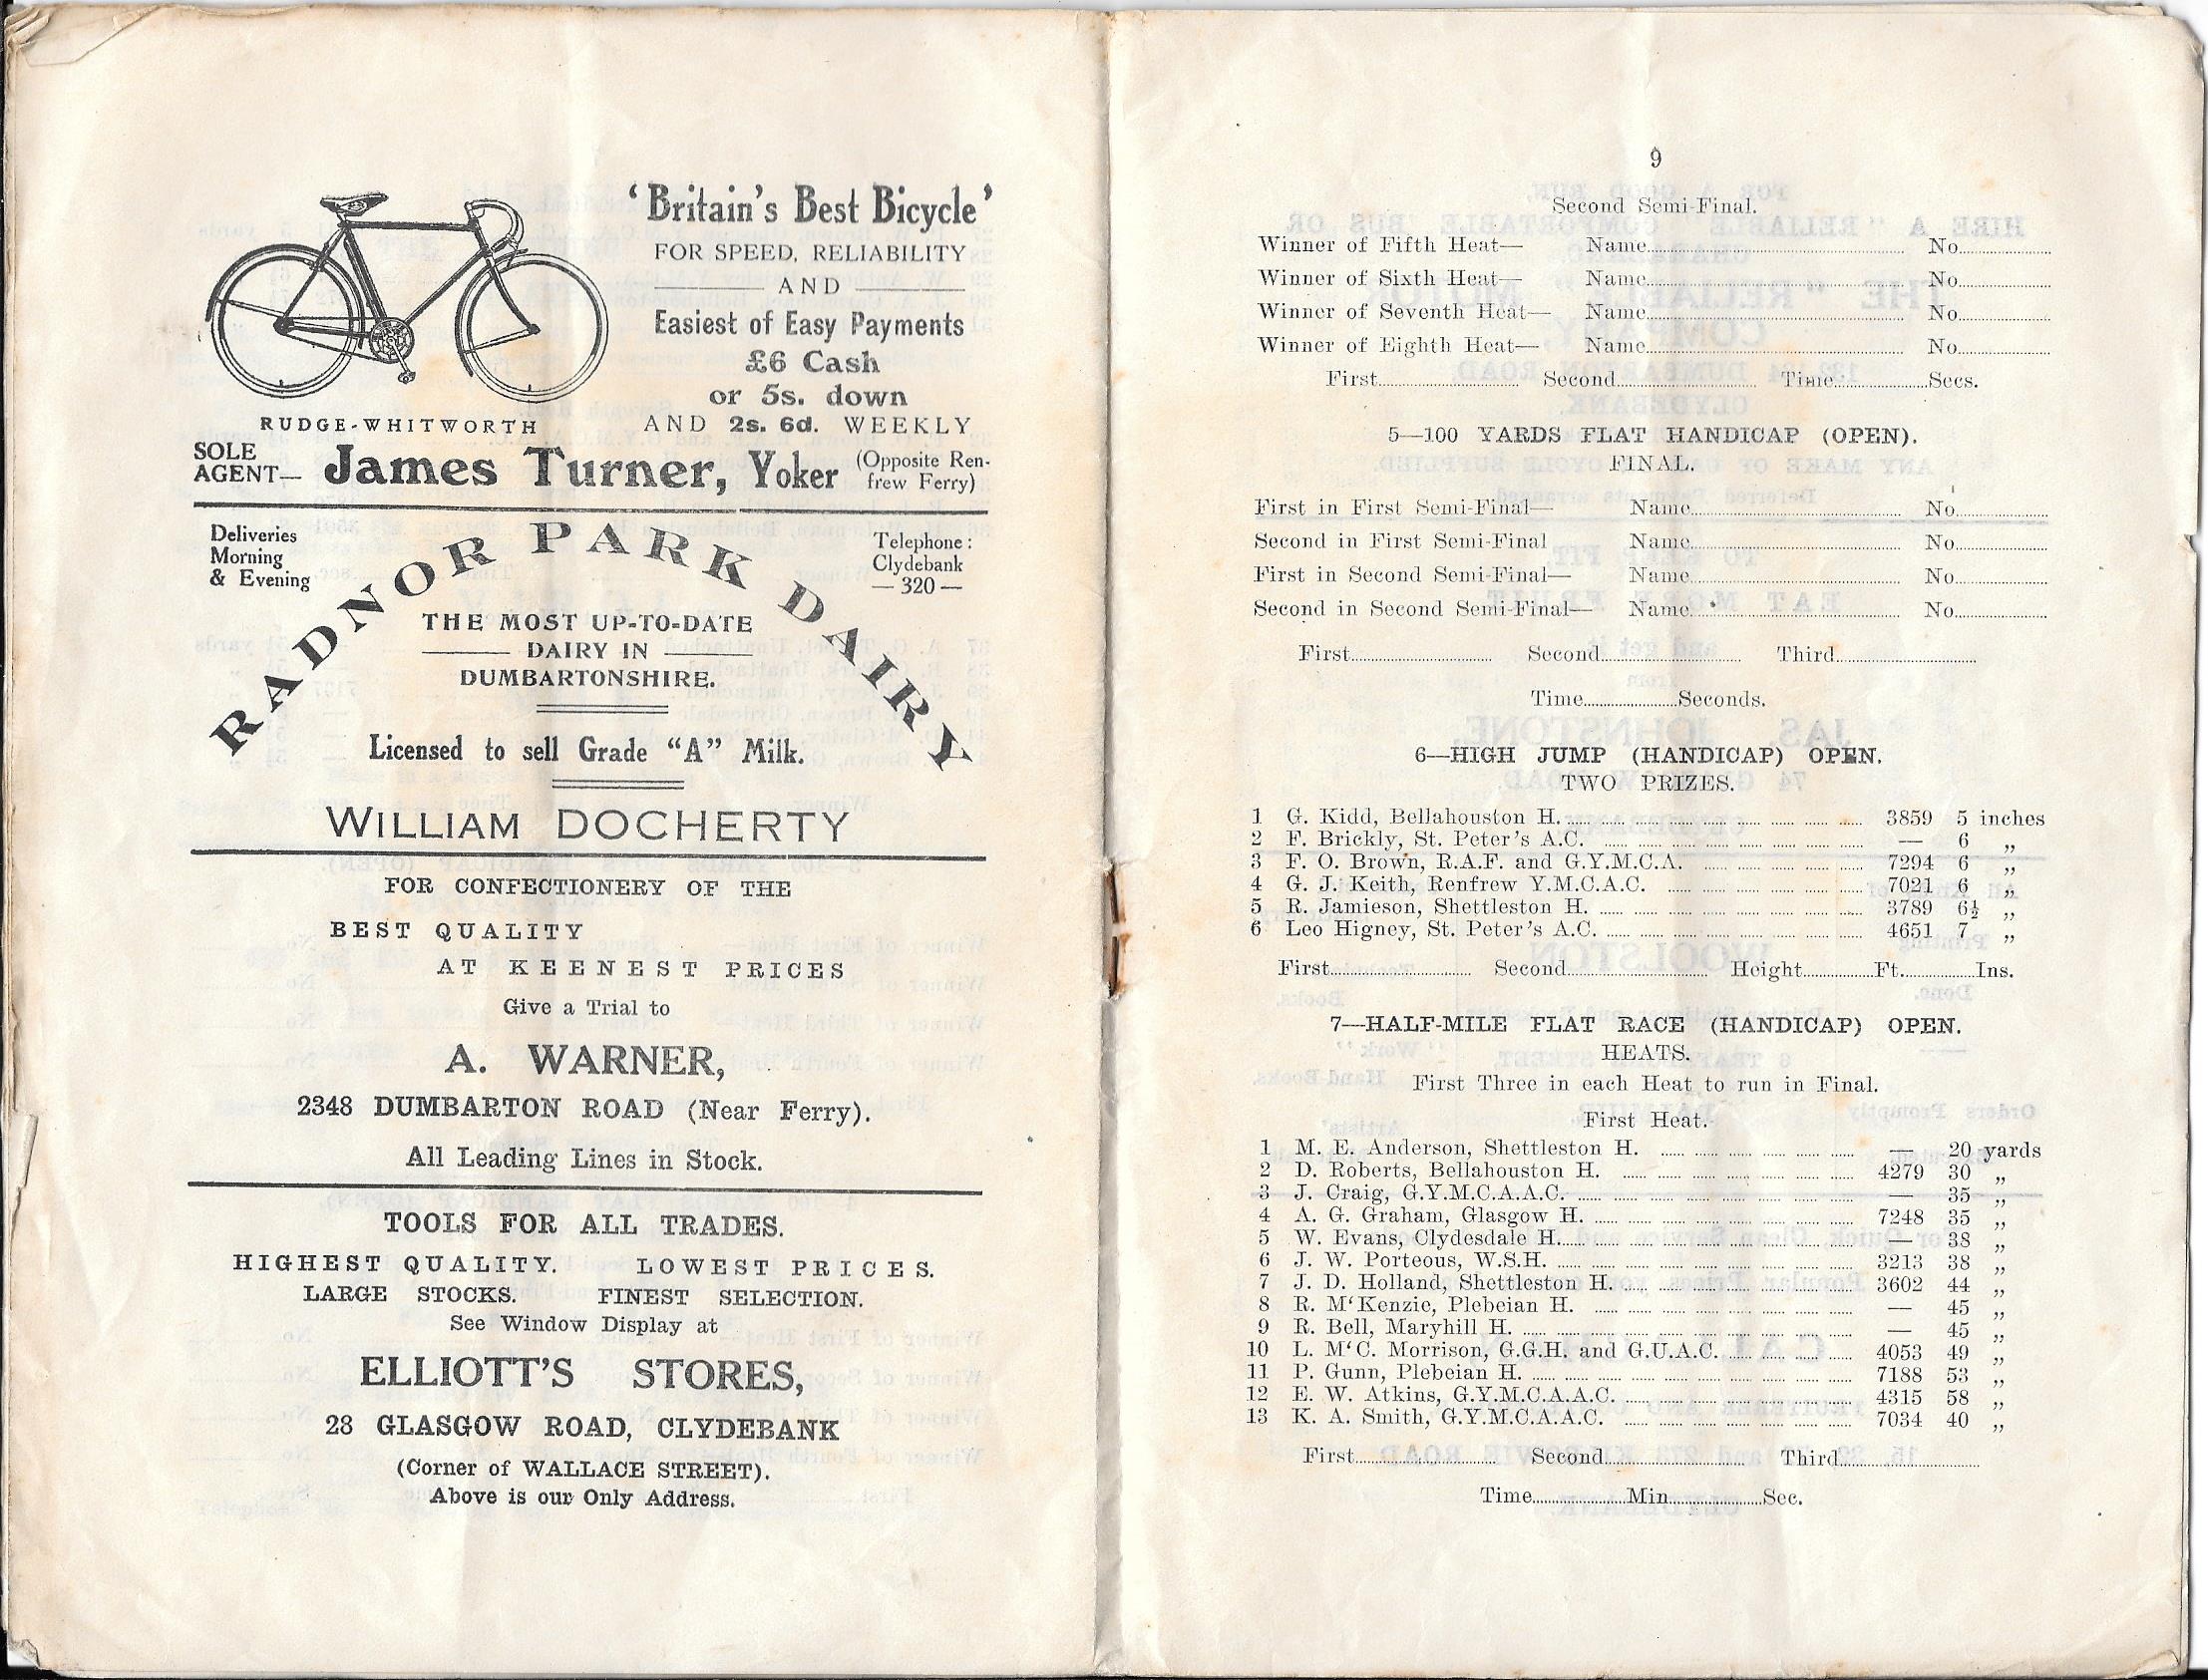 'Britain's Best Bicycle'
FOR SPEED, RELIABILITY
AND
Easiest of Easy Payments
£6 Cash
or 5s. down
AND 2s. 6d. WEEKLY
RUDGE-WHITWORTH
SOLE AGENT— James Turner, Yoker (Opposite Ren-
frew Ferry)
Deliveries
Morning
& Evening
RADNOR PARK DAIRY
Telephone:
Clydebank
—320—
THE MOST UP-TO-DATE
DAIRY IN
DUMBARTONSHIRE.
Licensed to sell Grade "A" Milk.
WILLIAM DOCHERTY
FOR CONFECTIONERY OF THE
BEST QUALITY
AT KEENEST PRICES
Give a Trial to
A. WARNER,
2348 DUMBARTON ROAD (Near Ferry).
All Leading Lines in Stock.
TOOLS FOR ALL TRADES.
HIGHEST QUALITY. LOWEST PRICES.
LARGE STOCKS. FINEST SELECTION.
See Window Display at
ELLIOTT'S STORES,
28 GLASGOW ROAD, CLYDEBANK
(Corner of WALLACE STREET).
Above is our Only Address.
9
Second Semi-Final.
Winner of Fifth Heat— Name.......... No..........
Winner of Sixth Heat— Name.......... No..........
Winner of Seventh Heat— Name.......... No..........
Winner of Eighth Heat— Name.......... No..........
First.......... Second.......... Time..........Secs.
5—100 YARDS FLAT HANDICAP (OPEN).
FINAL.
First in First Semi-Final— Name.......... No..........
Second in First Semi-Final Name.......... No..........
First in Second Semi-Final— Name.......... No..........
Second in Second Semi-Final— Name.......... No..........
First.......... Second.......... Third..........
Time..........Seconds.
6—HIGH JUMP (HANDICAP) OPEN.
TWO PRIZES.
1 G. Kidd, Bellahouston H. .......... 3859 5 inches
2 F. Brickly, St. Peter's A.C. .......... — 6 „
3 F. O. Brown, R.A.F. and G.Y.M.C.A. .......... 7294 6 „
4 G. J. Keith, Renfrew Y.M.C.A.C. .......... 7021 6 „
5 R. Jamieson, Shettleston H. .......... 3789 6½ „
6 Leo Higney, St. Peter's A.C. .......... 4651 7 „
First.......... Second.......... Height..........Ft..........Ins.
7—HALF-MILE FLAT RACE (HANDICAP) OPEN.
HEATS.
First Three in each Heat to run in Final.
First Heat.
1 M. E. Anderson, Shettleston H. .......... — 20 yards
2 D. Roberts, Bellahouston H. .......... 4279 30 „
3 J. Craig, G.Y.M.C.A.A.C. .......... — 35 „
4 A. G. Graham, Glasgow H. .......... 7248 35 „
5 W. Evans, Clydesdale H. .......... — 38 „
6 J. W. Porteous, W.S.H. .......... 3213 38 „
7 J. D. Holland, Shettleston H. .......... 3602 44 „
8 R. M'Kenzie, Plebeian H. .......... — 45 „
9 R. Bell, Maryhill H. .......... — 45 „
10 L. M'C. Morrison, G.G.H. and G.U.A.C. .......... 4053 49 „
11 P. Gunn, Plebeian H. .......... 7188 53 „
12 E. W. Atkins, G.Y.M.C.A.A.C. .......... 4315 58 „
13 K. A. Smith, G.Y.M.C.A.A.C. .......... 7034 40 „
First.......... Second.......... Third..........
Time..........Min..........Sec.